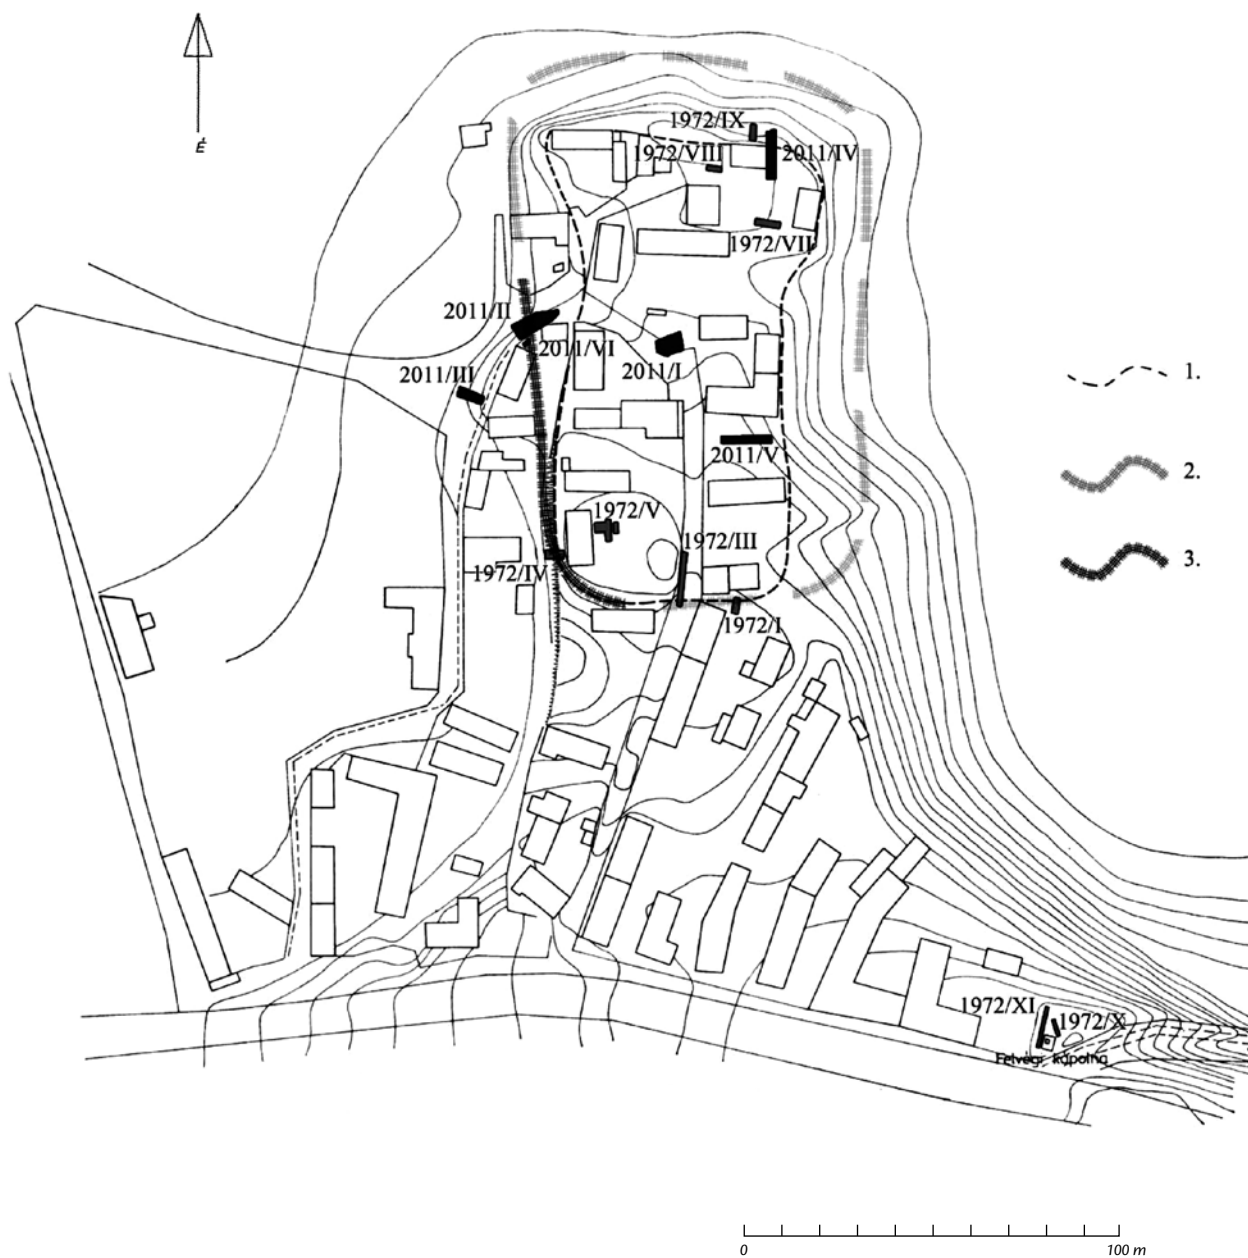 É
1972/IX
1972/VIII
2011/IV
1972/VII
2011/II
2011/VI
2011/III
2011/I
1.
2011/V
2.
1972/V
1972/III
3.
1972/IV
1972/I
1972/XI
1972/X
Felvégi kápolna
0
100 m